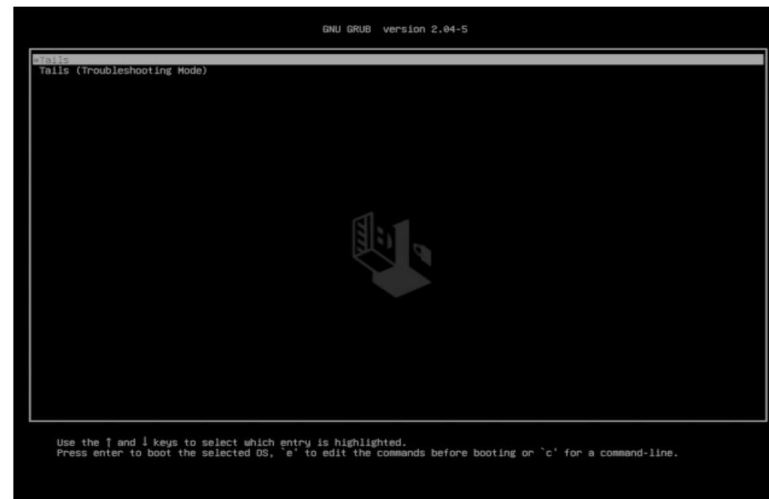 GNU GRUB version 2.04-5
*Tails
Tails (Troubleshooting Mode)
Use the ↑ and ↓ keys to select which entry is highlighted.
Press enter to boot the selected OS, `e' to edit the commands before booting or `c' for a command-line.